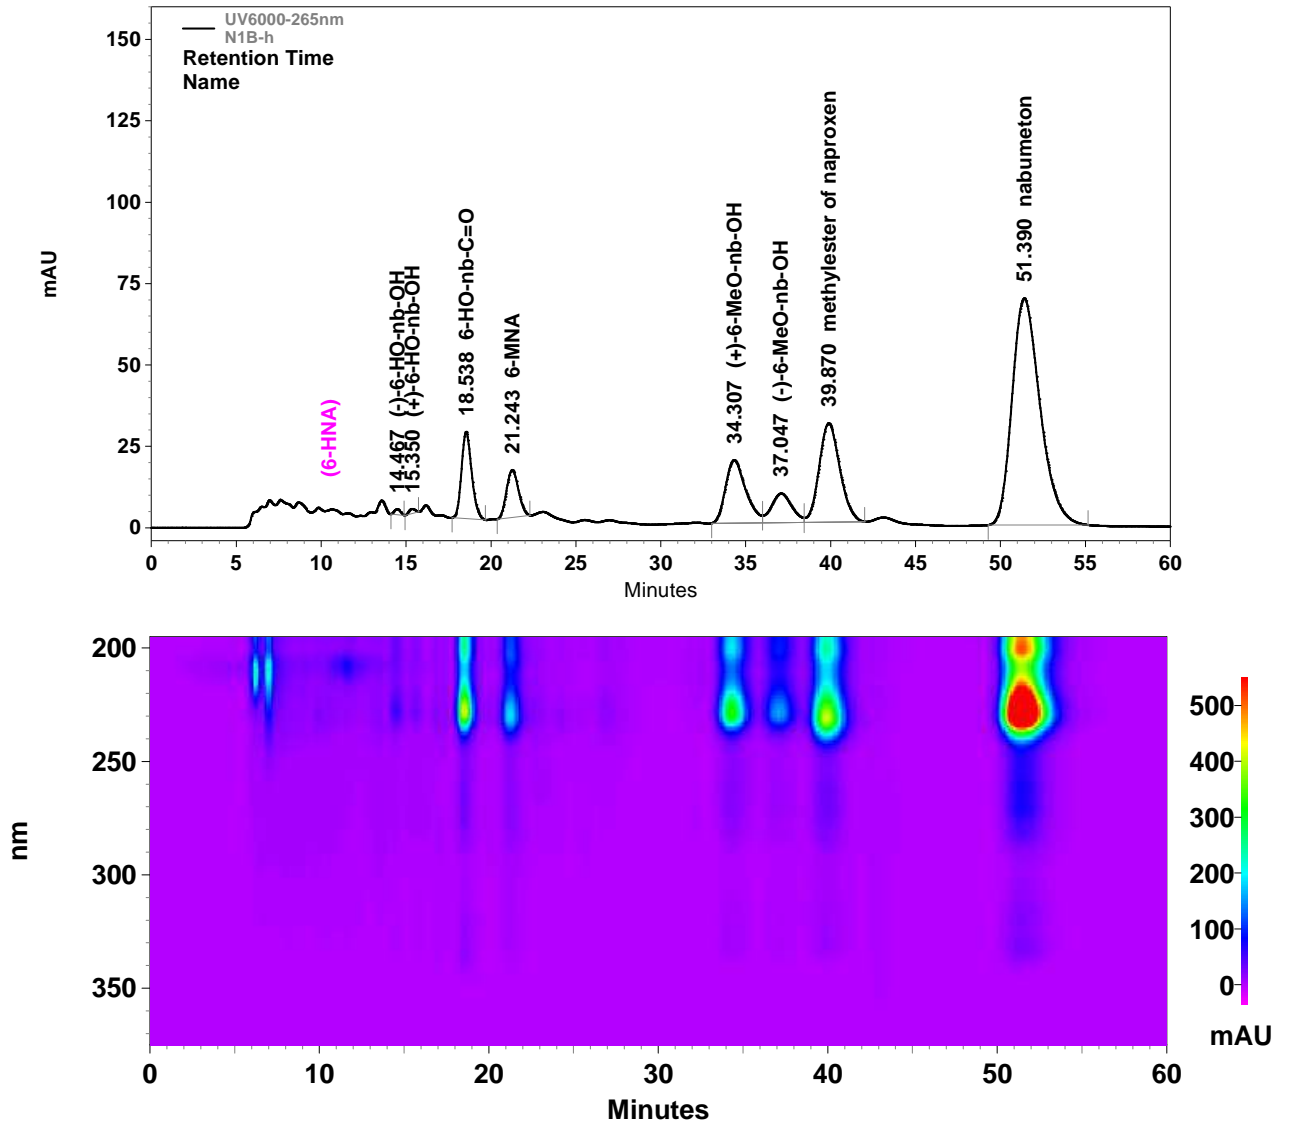 UV6000-265nm
N1B-h
Retention Time
Name
mAU
150
125
100
75
50
25
0
(6-HNA)
14.467 (-)-6-HO-nb-OH
15.350 (+)-6-HO-nb-OH
18.538 6-HO-nb-C=O
21.243 6-MNA
34.307 (+)-6-MeO-nb-OH
37.047 (-)-6-MeO-nb-OH
39.870 methylester of naproxen
51.390 nabumeton
0 5 10 15 20 25 30 35 40 45 50 55 60
Minutes
nm
200
250
300
350
0 10 20 30 40 50 60
Minutes
500
400
300
200
100
0
mAU